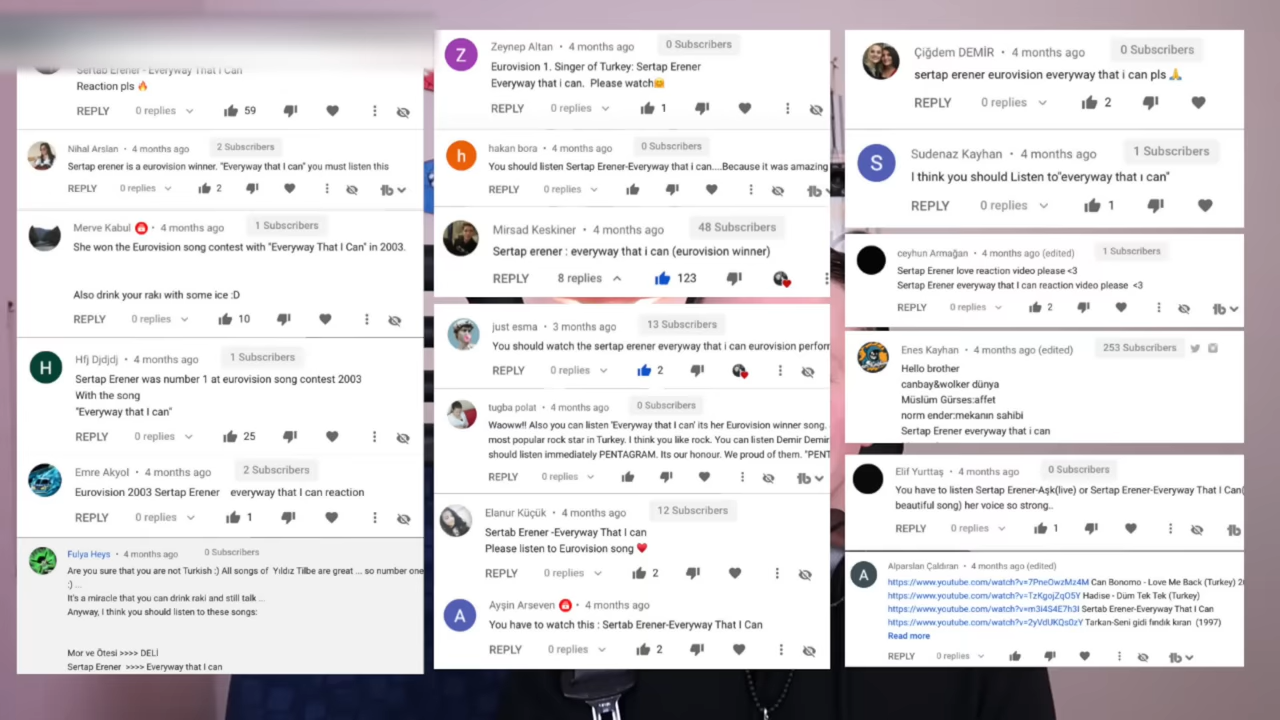 Sertab Erener - Everyway That I Can
Reaction pls 🔥
REPLY 0 replies 59
Nihal Arslan • 4 months ago 2 Subscribers
Sertap erener is a eurovision winner. "Everyway that I can" you must listen this
REPLY 0 replies 2
Merve Kabul • 4 months ago 1 Subscribers
She won the Eurovision song contest with "Everyway That I Can" in 2003.
Also drink your rakı with some ice :D
REPLY 0 replies 10
H
Hfj Djdjdj • 4 months ago 1 Subscribers
Sertap Erener was number 1 at eurovision song contest 2003
With the song
"Everyway that I can"
REPLY 0 replies 25
Emre Akyol • 4 months ago 2 Subscribers
Eurovision 2003 Sertap Erener everyway that I can reaction
REPLY 0 replies 1
Fulya Heys • 4 months ago 0 Subscribers
Are you sure that you are not Turkish :) All songs of Yıldız Tilbe are great ... so number one
:) ...
It's a miracle that you can drink raki and still talk ...
Anyway, I think you should listen to these songs:
Mor ve Ötesi >>>> DELİ
Sertap Erener >>>> Everyway that I can
Z
Zeynep Altan • 4 months ago 0 Subscribers
Eurovision 1. Singer of Turkey: Sertap Erener
Everyway that i can. Please watch🤗
REPLY 0 replies 1
h
hakan bora • 4 months ago 0 Subscribers
You should listen Sertap Erener-Everyway that i can....Because it was amazing
REPLY 0 replies
Mirsad Keskiner • 4 months ago 48 Subscribers
Sertap erener : everyway that i can (eurovision winner)
REPLY 8 replies 123
just esma • 3 months ago 13 Subscribers
You should watch the sertap erener everyway that i can eurovision perforr
REPLY 0 replies 2
tugba polat • 4 months ago 0 Subscribers
Waoww!! Also you can listen 'Everyway that I can' its her Eurovision winner song.
most popular rock star in Turkey. I think you like rock. You can listen Demir Demir
should listen immediately PENTAGRAM. Its our honour. We proud of them. "PENT
REPLY 0 replies
Elanur Küçük • 4 months ago 12 Subscribers
Sertab Erener -Everyway That I can
Please listen to Eurovision song ♥
REPLY 0 replies 2
A
Ayşin Arseven • 4 months ago
You have to watch this : Sertab Erener-Everyway That I Can
REPLY 0 replies 2
Çiğdem DEMİR • 4 months ago 0 Subscribers
sertap erener eurovision everyway that i can pls 🙏
REPLY 0 replies 2
S
Sudenaz Kayhan • 4 months ago 1 Subscribers
I think you should Listen to"everyway that ı can"
REPLY 0 replies 1
ceyhun Armağan • 4 months ago (edited) 1 Subscribers
Sertap Erener love reaction video please <3
Sertap Erener everyway that I can reaction video please <3
REPLY 0 replies 2
Enes Kayhan • 4 months ago (edited) 253 Subscribers
Hello brother
canbay&wolker dünya
Müslüm Gürses:affet
norm ender:mekanın sahibi
Sertap Erener everyway that i can
Elif Yurttaş • 4 months ago 0 Subscribers
You have to listen Sertap Erener-Aşk(live) or Sertap Erener-Everyway That I Can(
beautiful song) her voice so strong..
REPLY 0 replies 1
A
Alparslan Çaldıran • 4 months ago (edited)
https://www.youtube.com/watch?v=7PneOwzMz4M Can Bonomo - Love Me Back (Turkey) 2
https://www.youtube.com/watch?v=TzKgojZqO5Y Hadise - Düm Tek Tek (Turkey)
https://www.youtube.com/watch?v=m3i4S4E7h3I Sertab Erener-Everyway That I Can
https://www.youtube.com/watch?v=2yVdUKQs0zY Tarkan-Seni gidi fındık kıran (1997)
Read more
REPLY 0 replies